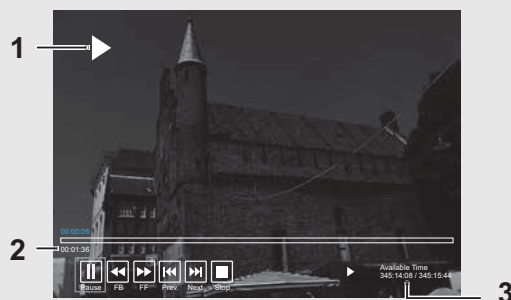 1
00:00:06
2
00:01:36
Pause FB FF Prev. Next Stop
Available Time
345:14:08 / 345:15:44
3